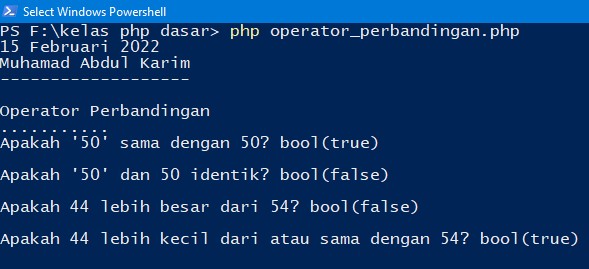 Select Windows Powershell
PS F:\kelas php dasar> php operator_perbandingan.php
15 Februari 2022
Muhamad Abdul Karim
-------------------
Operator Perbandingan
...........
Apakah '50' sama dengan 50? bool(true)
Apakah '50' dan 50 identik? bool(false)
Apakah 44 lebih besar dari 54? bool(false)
Apakah 44 lebih kecil dari atau sama dengan 54? bool(true)